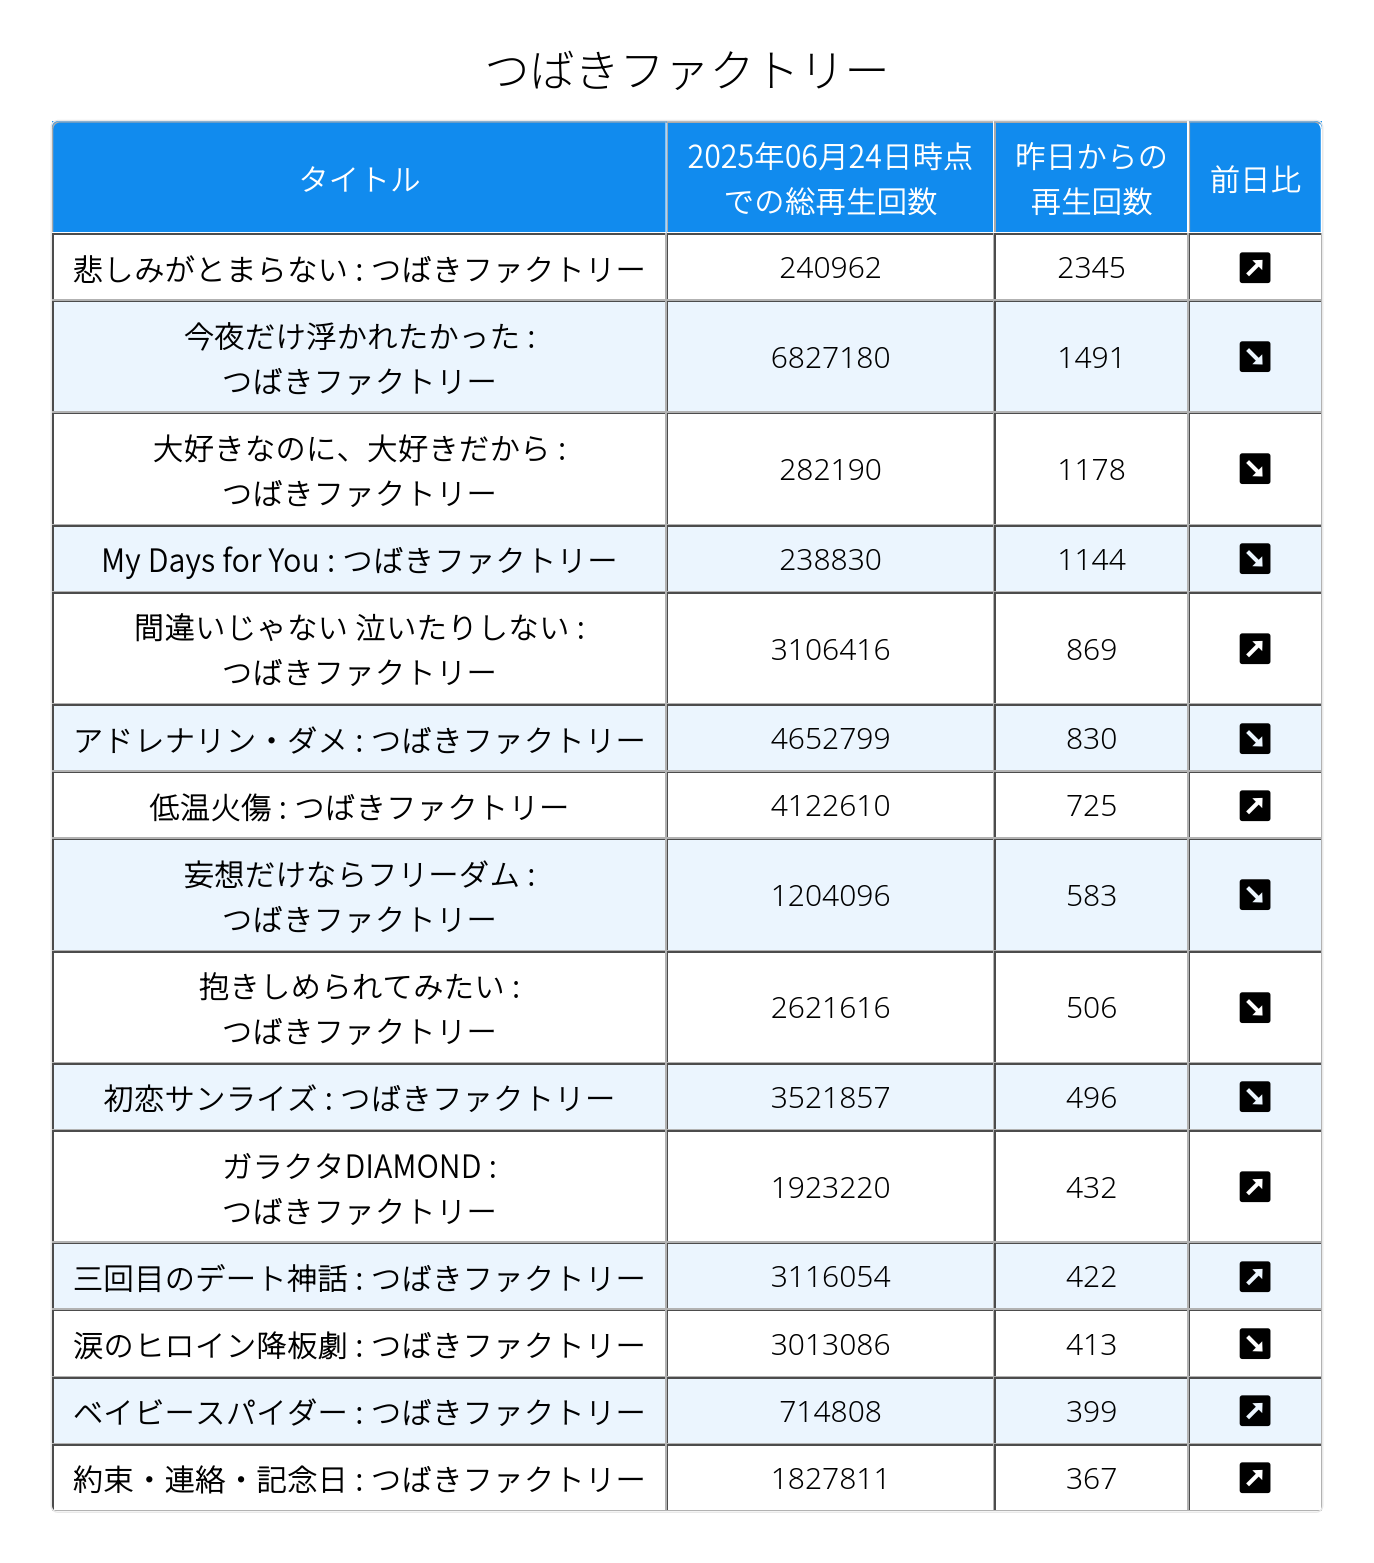 つばきファクトリー
タイトル
2025年06月24日時点
での総再生回数
昨日からの
再生回数
前日比
悲しみがとまらない : つばきファクトリー 240962 2345 ↗
今夜だけ浮かれたかった :
つばきファクトリー
6827180 1491 ↘
大好きなのに、大好きだから :
つばきファクトリー
282190 1178 ↘
My Days for You : つばきファクトリー 238830 1144 ↘
間違いじゃない 泣いたりしない :
つばきファクトリー
3106416 869 ↗
アドレナリン・ダメ : つばきファクトリー 4652799 830 ↘
低温火傷 : つばきファクトリー 4122610 725 ↗
妄想だけならフリーダム :
つばきファクトリー
1204096 583 ↘
抱きしめられてみたい :
つばきファクトリー
2621616 506 ↘
初恋サンライズ : つばきファクトリー 3521857 496 ↘
ガラクタDIAMOND :
つばきファクトリー
1923220 432 ↗
三回目のデート神話 : つばきファクトリー 3116054 422 ↗
涙のヒロイン降板劇 : つばきファクトリー 3013086 413 ↘
ベイビースパイダー : つばきファクトリー 714808 399 ↗
約束・連絡・記念日 : つばきファクトリー 1827811 367 ↗